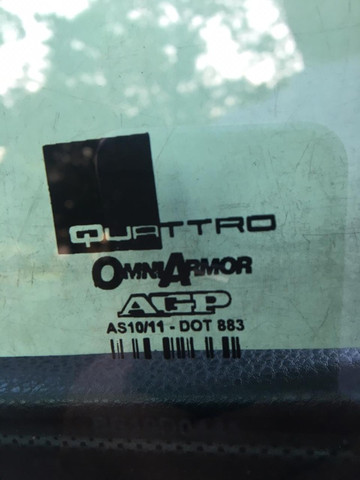 QUATTRO
OMNIARMOR
AGP
AS10/11 - DOT 883